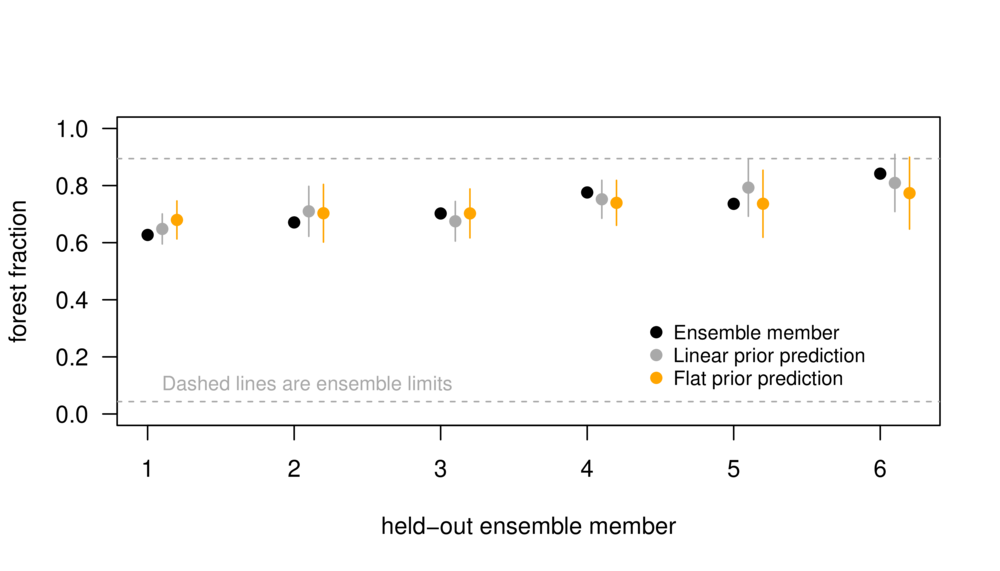 1.0
0.8
0.6
0.4
0.2
0.0
forest fraction
Ensemble member
Linear prior prediction
Flat prior prediction
Dashed lines are ensemble limits
1 2 3 4 5 6
held−out ensemble member